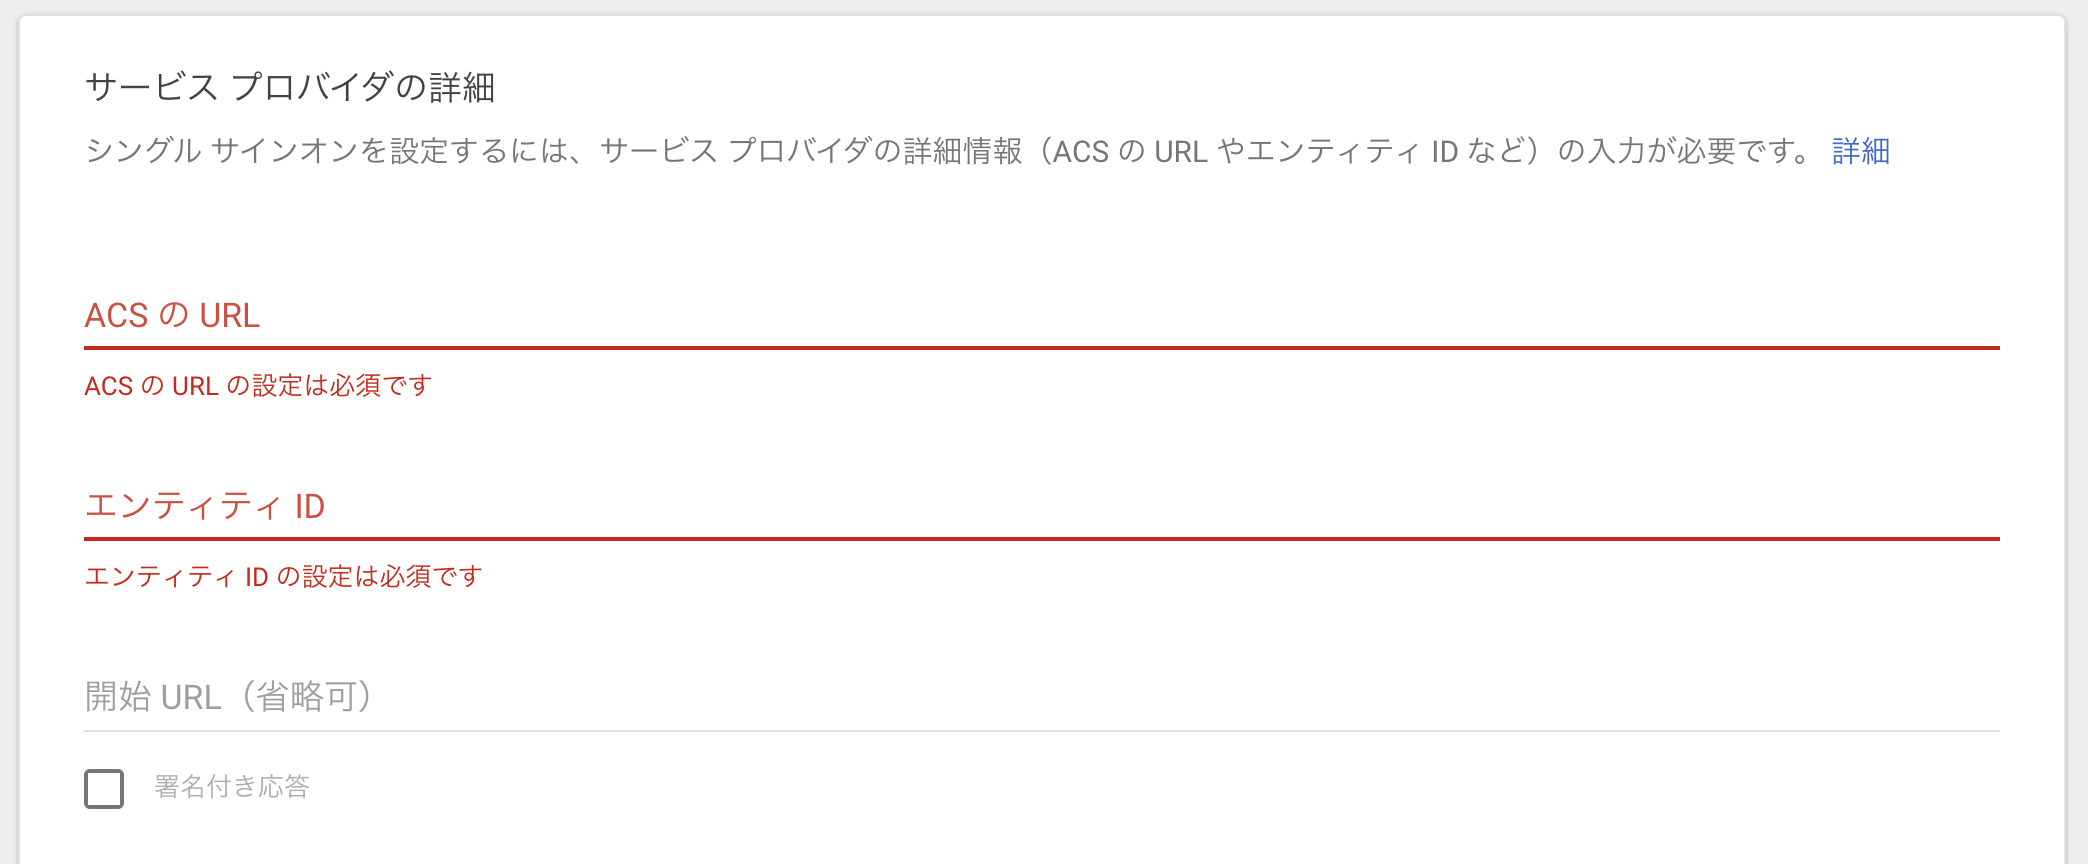 サービス プロバイダの詳細
シングル サインオンを設定するには、サービス プロバイダの詳細情報（ACS の URL やエンティティ ID など）の入力が必要です。 詳細
ACS の URL
ACS の URL の設定は必須です
エンティティ ID
エンティティ ID の設定は必須です
開始 URL（省略可）
署名付き応答